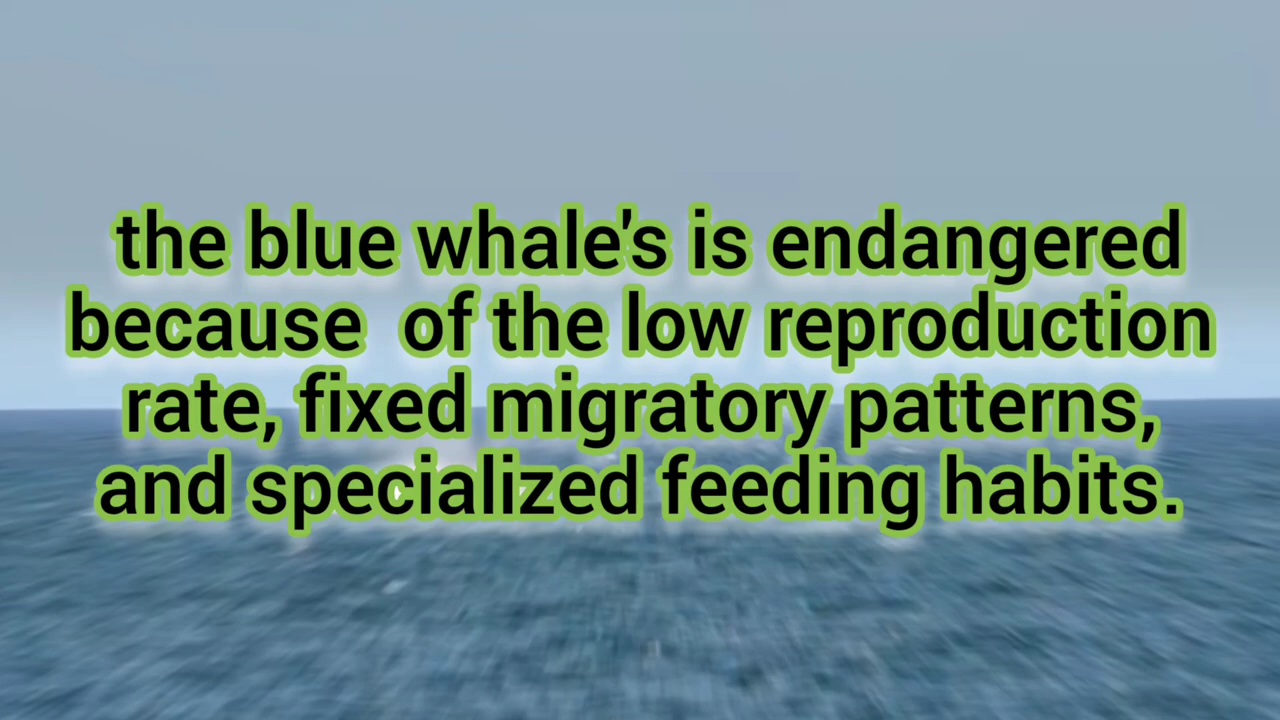 the blue whale's is endangered
because  of the low reproduction
rate, fixed migratory patterns,
and specialized feeding habits.